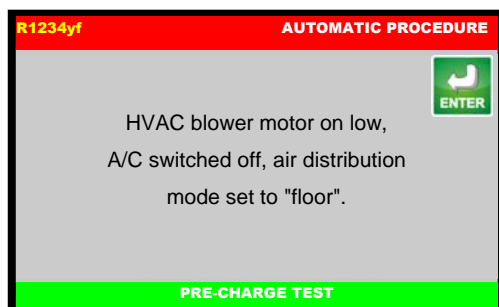 R1234yf AUTOMATIC PROCEDURE
ENTER
HVAC blower motor on low,
A/C switched off, air distribution
mode set to "floor".
PRE-CHARGE TEST